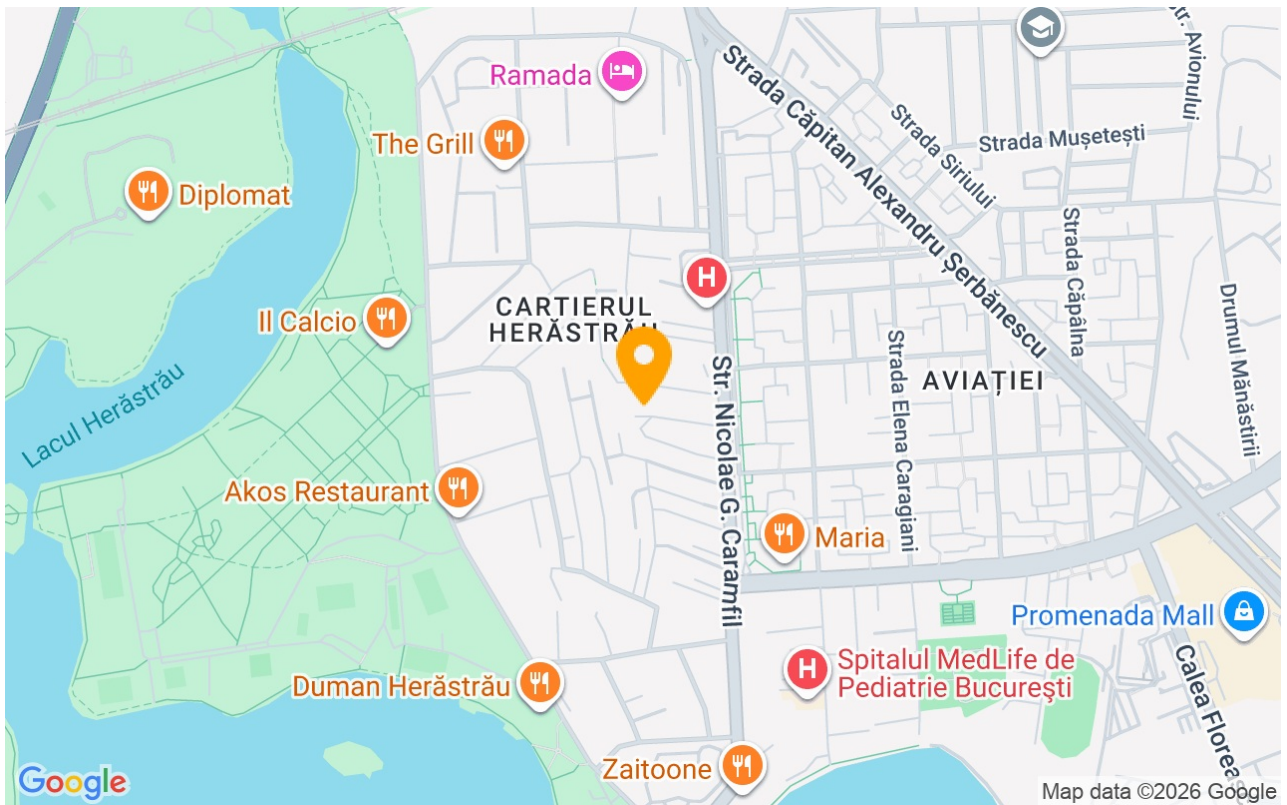 Ramada
The Grill
Diplomat
Il Calcio
CARTIERUL
HERĂSTRĂU
Lacul Herăstrău
Akos Restaurant
Duman Herăstrău
Zaitoone
Maria
Spitalul MedLife de
Pediatrie București
Promenada Mall
AVIAȚIEI
Strada Căpitan Alexandru Șerbănescu
Str. Avionului
Strada Mușetești
Strada Siriului
Strada Căpâlna
Drumul Mănăstirii
Strada Elena Caragiani
Str. Nicolae G. Caramfil
Calea Floreas
H
H
Google
Map data ©2026 Google